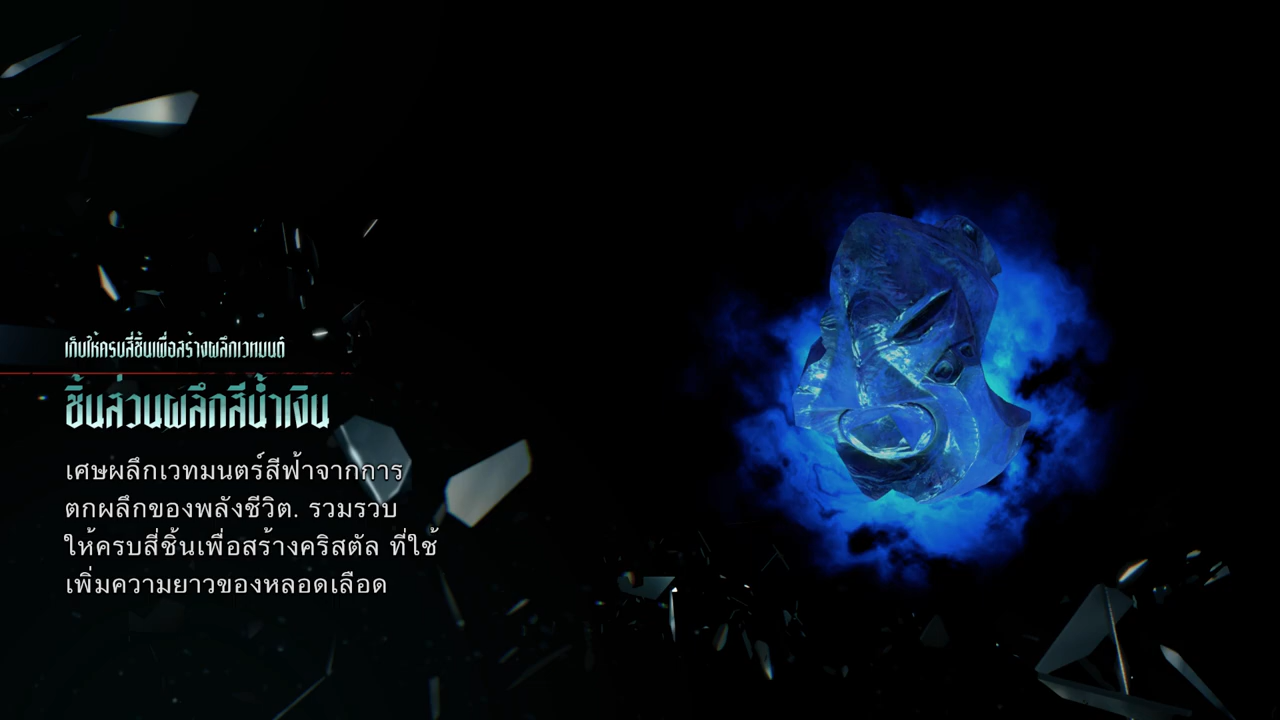 เก็บให้ครบสี่ชิ้นเพื่อสร้างผลึกเวทมนต์
ชิ้นส่วนผลึกสีน้ำเงิน
เศษผลึกเวทมนตร์สีฟ้าจากการ
ตกผลึกของพลังชีวิต. รวมรวบ
ให้ครบสี่ชิ้นเพื่อสร้างคริสตัล ที่ใช้
เพิ่มความยาวของหลอดเลือด